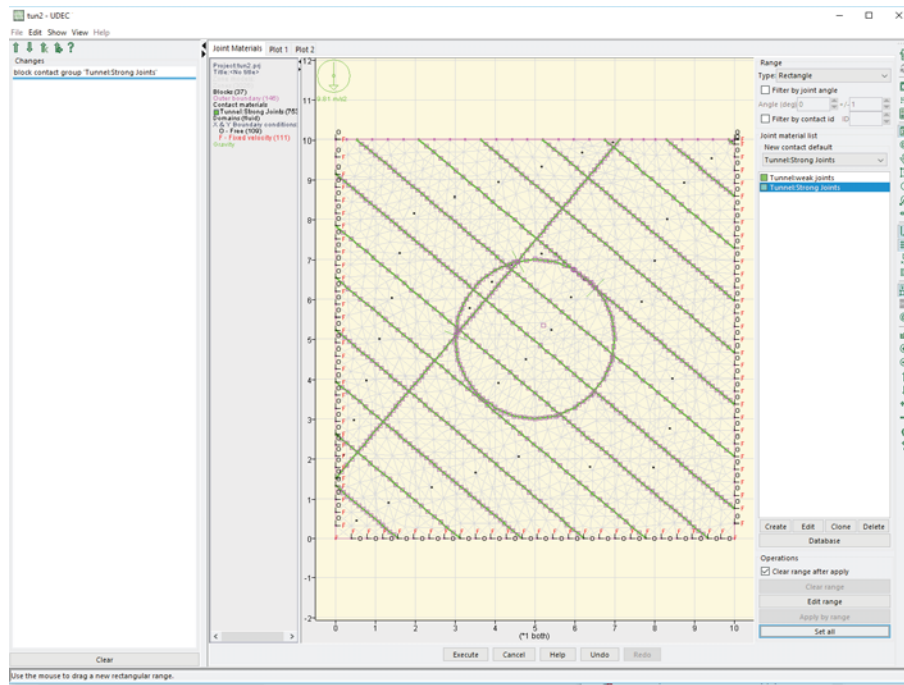 tun2 - UDEC
File Edit Show View Help
Changes
block contact group 'Tunnel:Strong Joints'
Clear
Joint Materials Plot 1 Plot 2
Project:tun2.prj
Title:<No title>
Blocks (37)
Outer boundary (146)
Contact materials
Domains (fluid)
X & Y Boundary conditions
O - Free (109)
F - Fixed velocity (111)
Gravity
12
11
10
9
8
7
6
5
4
3
2
1
0
-1
-2
0 1 2 3 4 5 6 7 8 9 10
(*1 both)
Execute Cancel Help Undo Redo
Range
Type: Rectangle
Filter by joint angle
Angle (deg) 0 +/- 1
Filter by contact id ID
Joint material list
New contact default
Tunnel:Strong Joints
Tunnel:weak joints
Tunnel:Strong Joints
Create Edit Clone Delete
Database
Operations
Clear range after apply
Clear range
Edit range
Apply by range
Set all
Use the mouse to drag a new rectangular range.